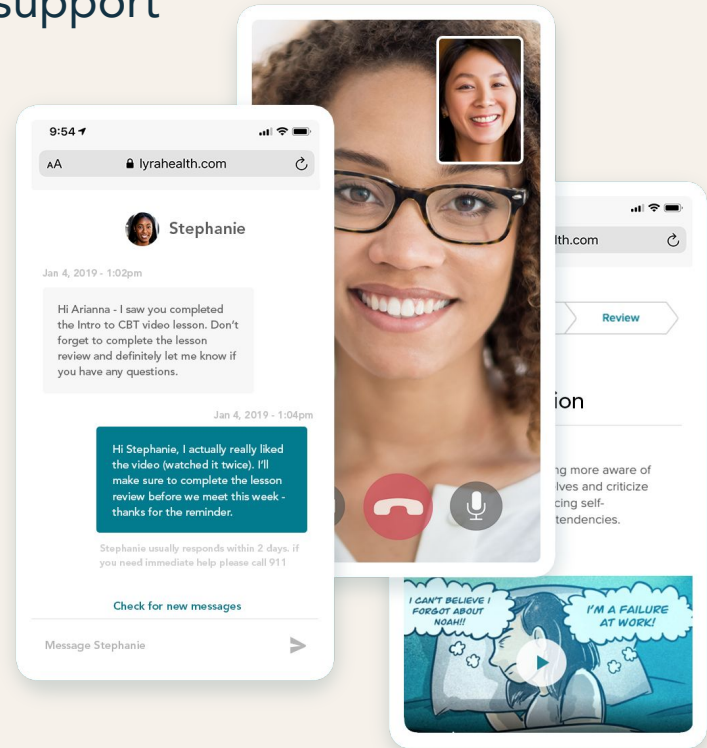 support
9:54
AA lyrahealth.com
Stephanie
Jan 4, 2019 - 1:02pm
Hi Arianna - I saw you completed
the Intro to CBT video lesson. Don't
forget to complete the lesson
review and definitely let me know if
you have any questions.
Jan 4, 2019 - 1:04pm
Hi Stephanie, I actually really liked
the video (watched it twice). I'll
make sure to complete the lesson
review before we meet this week -
thanks for the reminder.
Stephanie usually responds within 2 days. if
you need immediate help please call 911
Check for new messages
Message Stephanie
lth.com
Review
ion
ng more aware of
lves and criticize
cing self-
tendencies.
I CAN'T BELIEVE I
FORGOT ABOUT
NOAH!!
I'M A FAILURE
AT WORK!